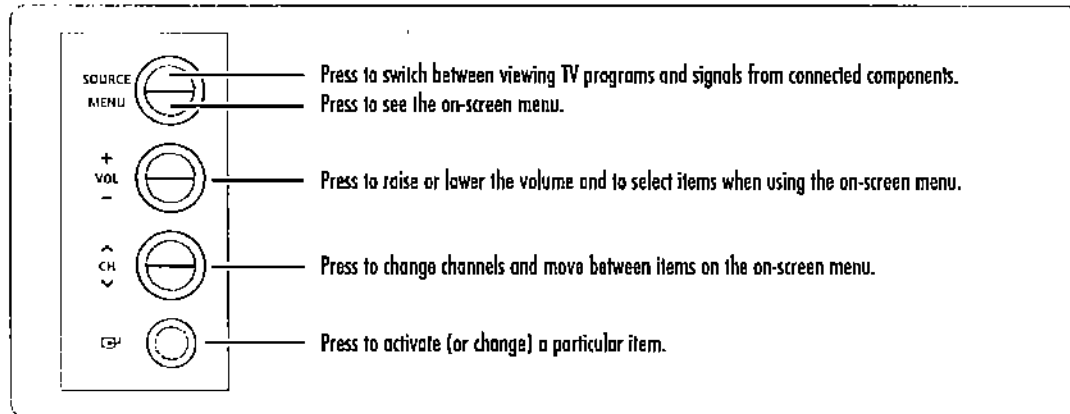 SOURCE
Press to switch between viewing TV programs and signals from connected components.
MENU
Press to see the on-screen menu.
+
VOL
Press to raise or lower the volume and to select items when using the on-screen menu.
−
CH
Press to change channels and move between items on the on-screen menu.
Press to activate (or change) a particular item.